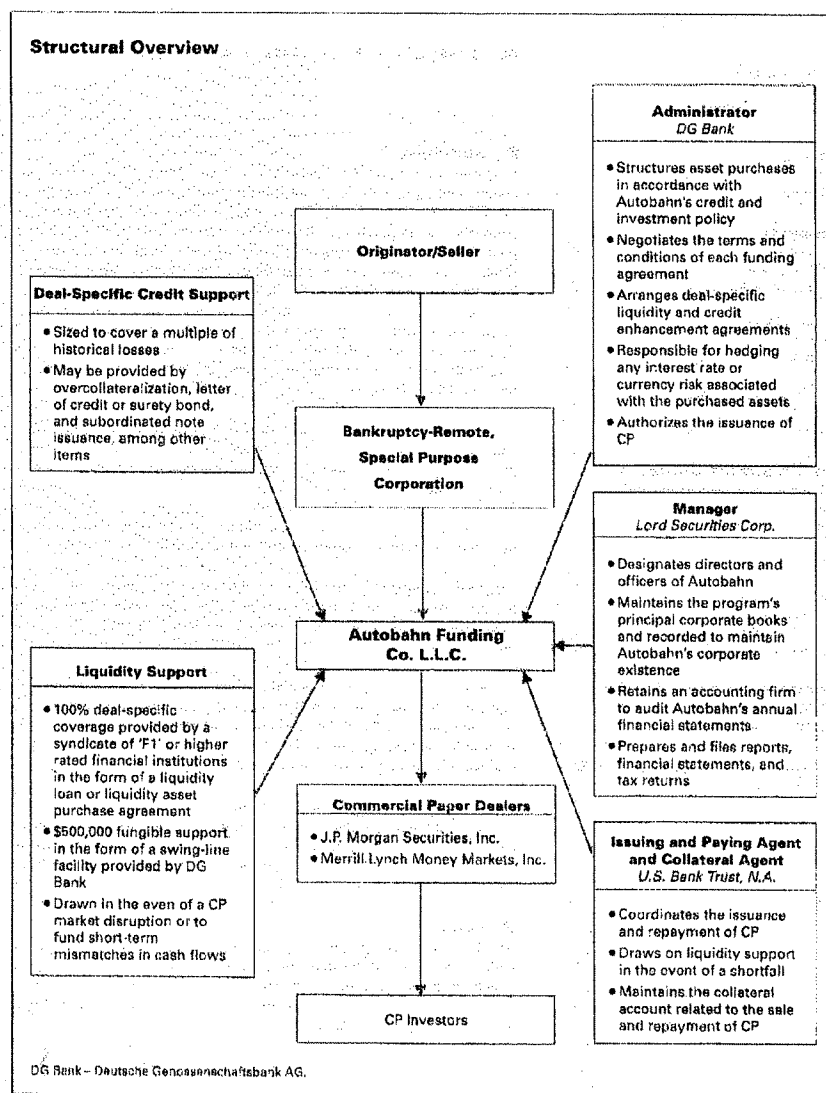 Structural Overview
Administrator
DG Bank
• Structures asset purchases
in accordance with
Autobahn's credit and
investment policy
• Negotiates the terms and
conditions of each funding
agreement
• Arranges deal-specific
liquidity and credit
enhancement agreements
• Responsible for hedging
any interest rate or
currency risk associated
with the purchased assets
• Authorizes the issuance of
CP
Originator/Seller
Deal-Specific Credit Support
• Sized to cover a multiple of
historical losses
• May be provided by
overcollateralization, letter
of credit or surety bond,
and subordinated note
issuance, among other
items
Bankruptcy-Remote,
Special Purpose
Corporation
Manager
Lord Securities Corp.
• Designates directors and
officers of Autobahn
• Maintains the program's
principal corporate books
and recorded to maintain
Autobahn's corporate
existence
• Retains an accounting firm
to audit Autobahn's annual
financial statements
• Prepares and files reports,
financial statements, and
tax returns
Autobahn Funding
Co. L.L.C.
Liquidity Support
• 100% deal-specific
coverage provided by a
syndicate of 'F1' or higher
rated financial institutions
in the form of a liquidity
loan or liquidity asset
purchase agreement
• $500,000 fungible support
in the form of a swing-line
facility provided by DG
Bank
• Drawn in the even of a CP
market disruption or to
fund short-term
mismatches in cash flows
Commercial Paper Dealers
• J.P. Morgan Securities, Inc.
• Merrill Lynch Money Markets, Inc.
Issuing and Paying Agent
and Collateral Agent
U.S. Bank Trust, N.A.
• Coordinates the issuance
and repayment of CP
• Draws on liquidity support
in the event of a shortfall
• Maintains the collateral
account related to the sale
and repayment of CP
CP Investors
DG Bank – Deutsche Genossenschaftsbank AG.